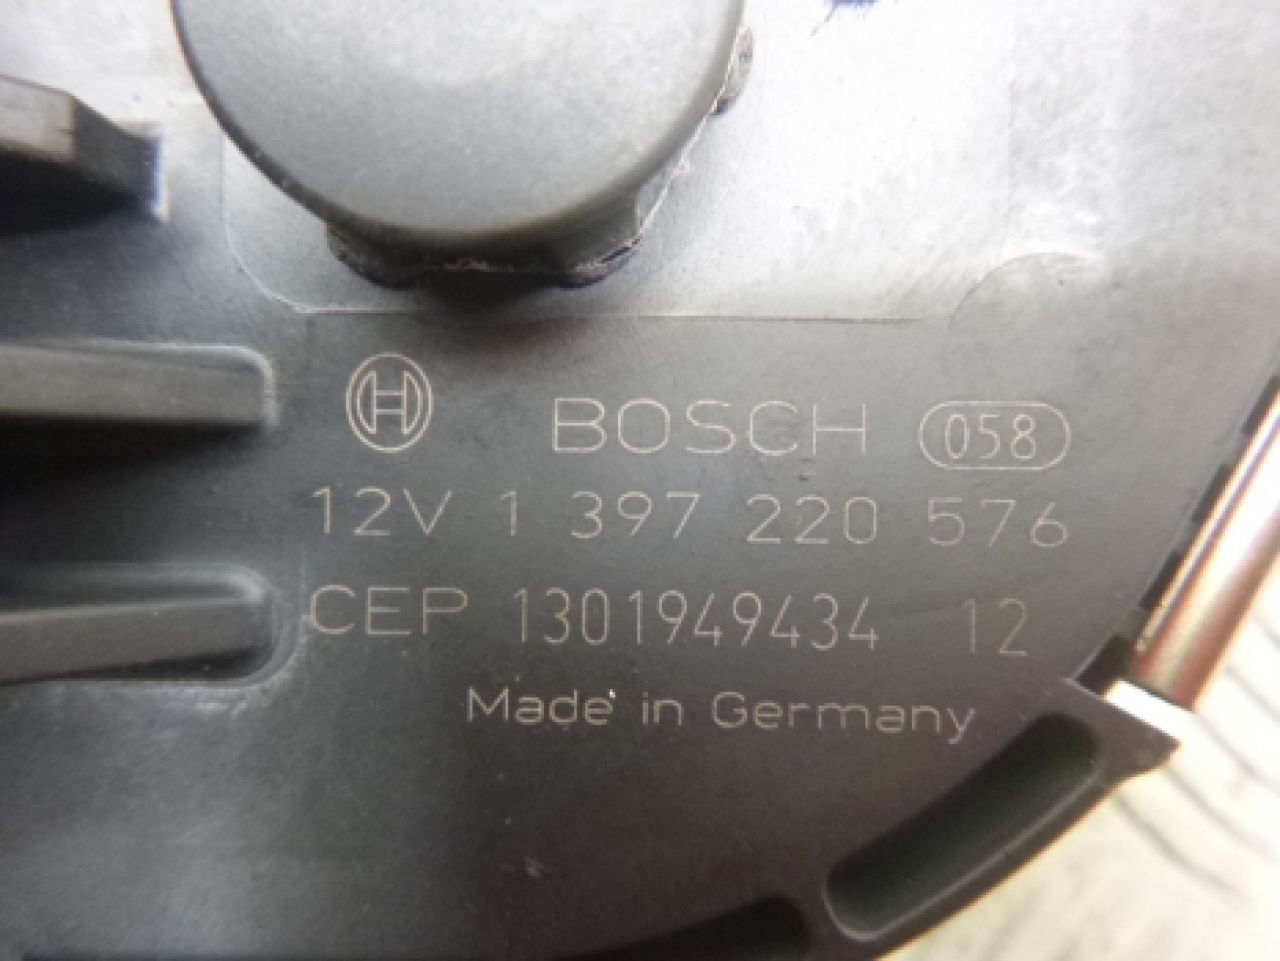 BOSCH 058
12V 1 397 220 576
CEP 1301949434 12
Made in Germany